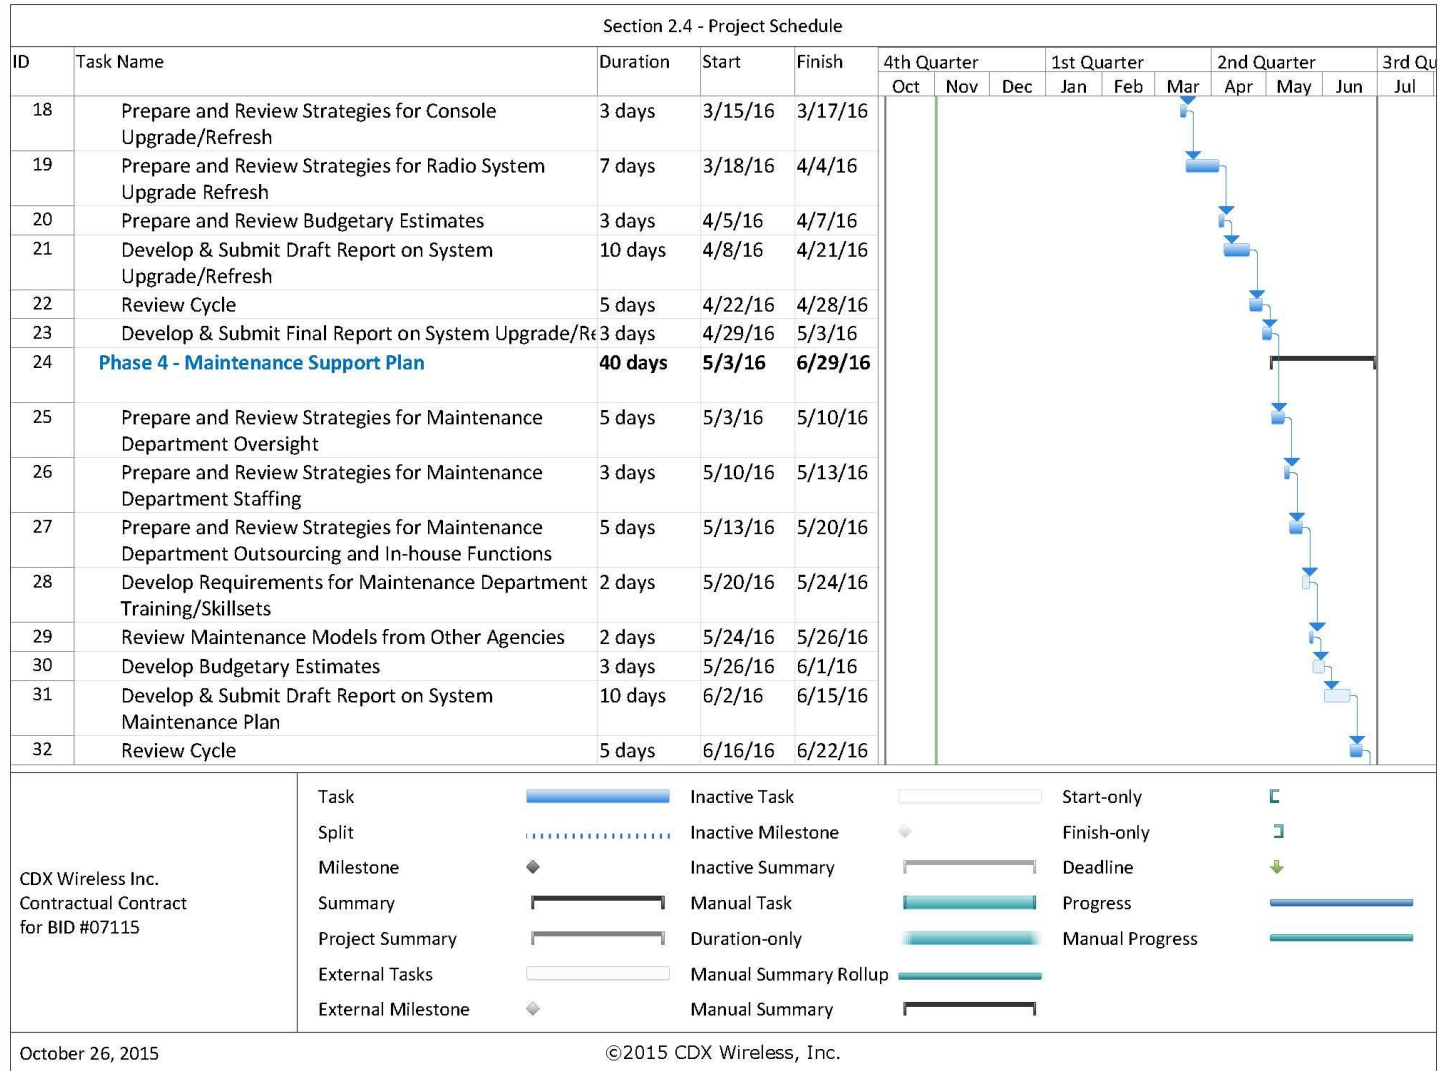 Section 2.4 - Project Schedule
ID Task Name Duration Start Finish 4th Quarter 1st Quarter 2nd Quarter 3rd Qu
Oct Nov Dec Jan Feb Mar Apr May Jun Jul
18 Prepare and Review Strategies for Console 3 days 3/15/16 3/17/16
Upgrade/Refresh
19 Prepare and Review Strategies for Radio System 7 days 3/18/16 4/4/16
Upgrade Refresh
20 Prepare and Review Budgetary Estimates 3 days 4/5/16 4/7/16
21 Develop & Submit Draft Report on System 10 days 4/8/16 4/21/16
Upgrade/Refresh
22 Review Cycle 5 days 4/22/16 4/28/16
23 Develop & Submit Final Report on System Upgrade/Re 3 days 4/29/16 5/3/16
24 Phase 4 - Maintenance Support Plan 40 days 5/3/16 6/29/16
25 Prepare and Review Strategies for Maintenance 5 days 5/3/16 5/10/16
Department Oversight
26 Prepare and Review Strategies for Maintenance 3 days 5/10/16 5/13/16
Department Staffing
27 Prepare and Review Strategies for Maintenance 5 days 5/13/16 5/20/16
Department Outsourcing and In-house Functions
28 Develop Requirements for Maintenance Department 2 days 5/20/16 5/24/16
Training/Skillsets
29 Review Maintenance Models from Other Agencies 2 days 5/24/16 5/26/16
30 Develop Budgetary Estimates 3 days 5/26/16 6/1/16
31 Develop & Submit Draft Report on System 10 days 6/2/16 6/15/16
Maintenance Plan
32 Review Cycle 5 days 6/16/16 6/22/16
CDX Wireless Inc.
Contractual Contract
for BID #07115
Task Inactive Task Start-only
Split Inactive Milestone Finish-only
Milestone Inactive Summary Deadline
Summary Manual Task Progress
Project Summary Duration-only Manual Progress
External Tasks Manual Summary Rollup
External Milestone Manual Summary
October 26, 2015 ©2015 CDX Wireless, Inc.